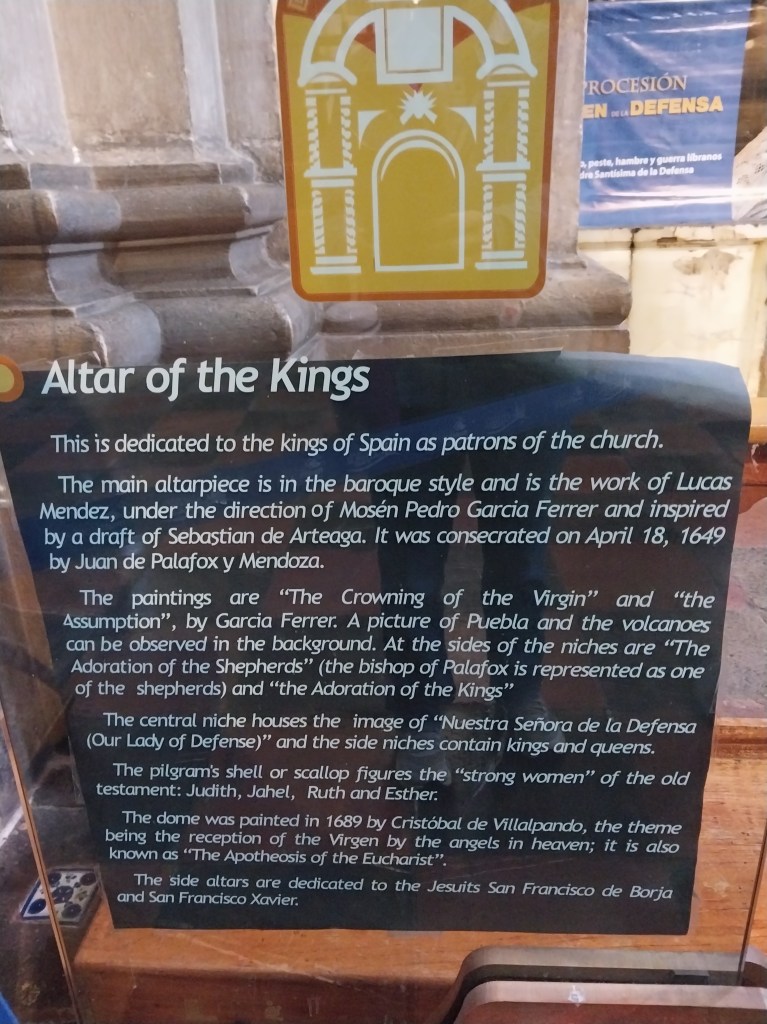 PROCESIÓN
EN DE LA DEFENSA
, peste, hambre y guerra líbranos
dre Santísima de la Defensa
Altar of the Kings
This is dedicated to the kings of Spain as patrons of the church.
The main altarpiece is in the baroque style and is the work of Lucas
Mendez, under the direction of Mosén Pedro Garcia Ferrer and inspired
by a draft of Sebastian de Arteaga. It was consecrated on April 18, 1649
by Juan de Palafox y Mendoza.
The paintings are “The Crowning of the Virgin” and “the
Assumption”, by Garcia Ferrer. A picture of Puebla and the volcanoes
can be observed in the background. At the sides of the niches are “The
Adoration of the Shepherds” (the bishop of Palafox is represented as one
of the shepherds) and “the Adoration of the Kings”
The central niche houses the image of “Nuestra Señora de la Defensa
(Our Lady of Defense)” and the side niches contain kings and queens.
The pilgram's shell or scallop figures the “strong women” of the old
testament: Judith, Jahel, Ruth and Esther.
The dome was painted in 1689 by Cristóbal de Villalpando, the theme
being the reception of the Virgen by the angels in heaven; it is also
known as “The Apotheosis of the Eucharist”.
The side altars are dedicated to the Jesuits San Francisco de Borja
and San Francisco Xavier.